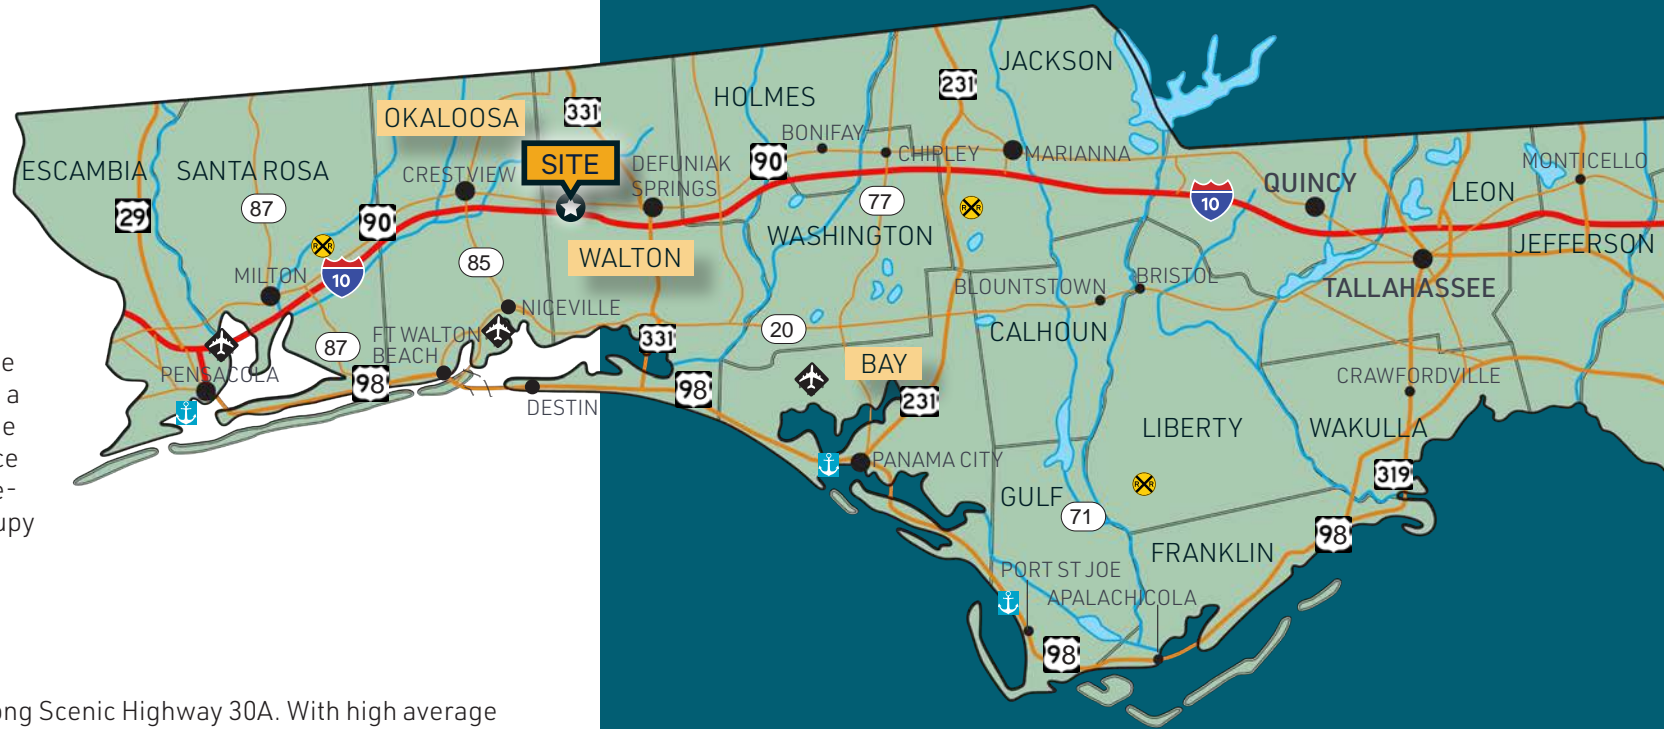 JACKSON
231
HOLMES
331
OKALOOSA
BONIFAY
CHIPLEY
MARIANNA
90
SITE
DEFUNIAK
SPRINGS
MONTICELLO
ESCAMBIA
SANTA ROSA
CRESTVIEW
QUINCY
LEON
10
77
87
29
90
WASHINGTON
JEFFERSON
WALTON
85
MILTON
10
BLOUNTSTOWN
BRISTOL
TALLAHASSEE
NICEVILLE
20
CALHOUN
FT WALTON
BEACH
87
331
BAY
PENSACOLA
98
98
231
CRAWFORDVILLE
DESTIN
LIBERTY
WAKULLA
PANAMA CITY
319
GULF
71
98
FRANKLIN
PORT ST JOE
APALACHICOLA
98
e
a
e
ce
e-
upy
ong Scenic Highway 30A. With high average